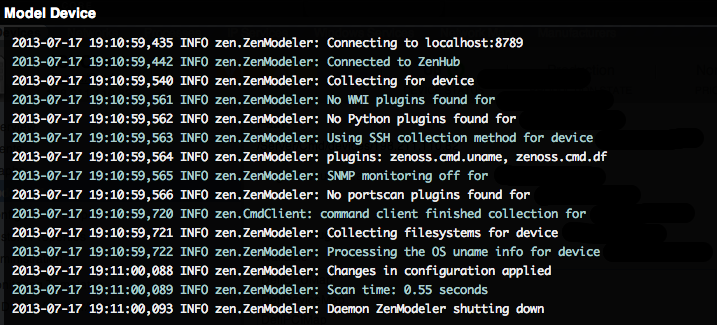 Model Device
2013-07-17 19:10:59,435 INFO zen.ZenModeler: Connecting to localhost:8789
2013-07-17 19:10:59,442 INFO zen.ZenModeler: Connected to ZenHub
2013-07-17 19:10:59,540 INFO zen.ZenModeler: Collecting for device
2013-07-17 19:10:59,561 INFO zen.ZenModeler: No WMI plugins found for
2013-07-17 19:10:59,562 INFO zen.ZenModeler: No Python plugins found for
2013-07-17 19:10:59,563 INFO zen.ZenModeler: Using SSH collection method for device
2013-07-17 19:10:59,564 INFO zen.ZenModeler: plugins: zenoss.cmd.uname, zenoss.cmd.df
2013-07-17 19:10:59,565 INFO zen.ZenModeler: SNMP monitoring off for
2013-07-17 19:10:59,566 INFO zen.ZenModeler: No portscan plugins found for
2013-07-17 19:10:59,720 INFO zen.CmdClient: command client finished collection for
2013-07-17 19:10:59,721 INFO zen.ZenModeler: Collecting filesystems for device
2013-07-17 19:10:59,722 INFO zen.ZenModeler: Processing the OS uname info for device
2013-07-17 19:11:00,088 INFO zen.ZenModeler: Changes in configuration applied
2013-07-17 19:11:00,089 INFO zen.ZenModeler: Scan time: 0.55 seconds
2013-07-17 19:11:00,093 INFO zen.ZenModeler: Daemon ZenModeler shutting down